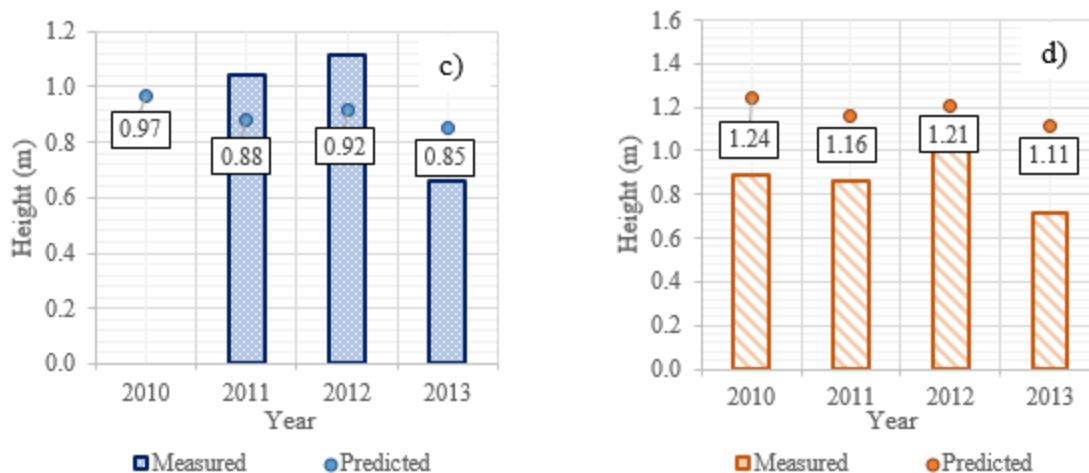 c)
1.2
1.0
0.8
0.6
0.4
0.2
0.0
Height (m)
0.97
0.88
0.92
0.85
2010 2011 2012 2013
Year
Measured Predicted
d)
1.6
1.4
1.2
1.0
0.8
0.6
0.4
0.2
0.0
Height (m)
1.24
1.16
1.21
1.11
2010 2011 2012 2013
Year
Measured Predicted